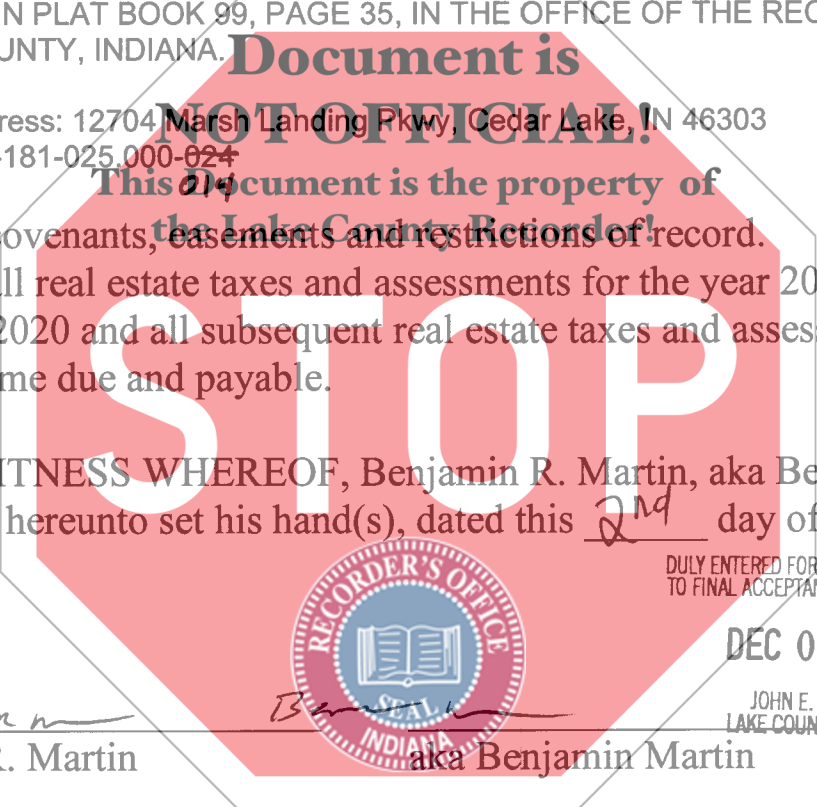 N PLAT BOOK 99, PAGE 35, IN THE OFFICE OF THE REC
UNTY, INDIANA.
Document is
NOT OFFICIAL!
ress: 12704 Marsh Landing Pkwy, Cedar Lake, IN 46303
-181-025.000-024
014
This Document is the property of
the Lake County Recorder!
ovenants, easements and restrictions of record.
ll real estate taxes and assessments for the year 20
2020 and all subsequent real estate taxes and asses
me due and payable.
STOP
ITNESS WHEREOF, Benjamin R. Martin, aka Be
hereunto set his hand(s), dated this 2nd day of
DULY ENTERED FOR
TO FINAL ACCEPTAN
DEC 0
JOHN E.
LAKE COUN
RECORDER'S OFFICE
SEAL
INDIANA
R. Martin
aka Benjamin Martin